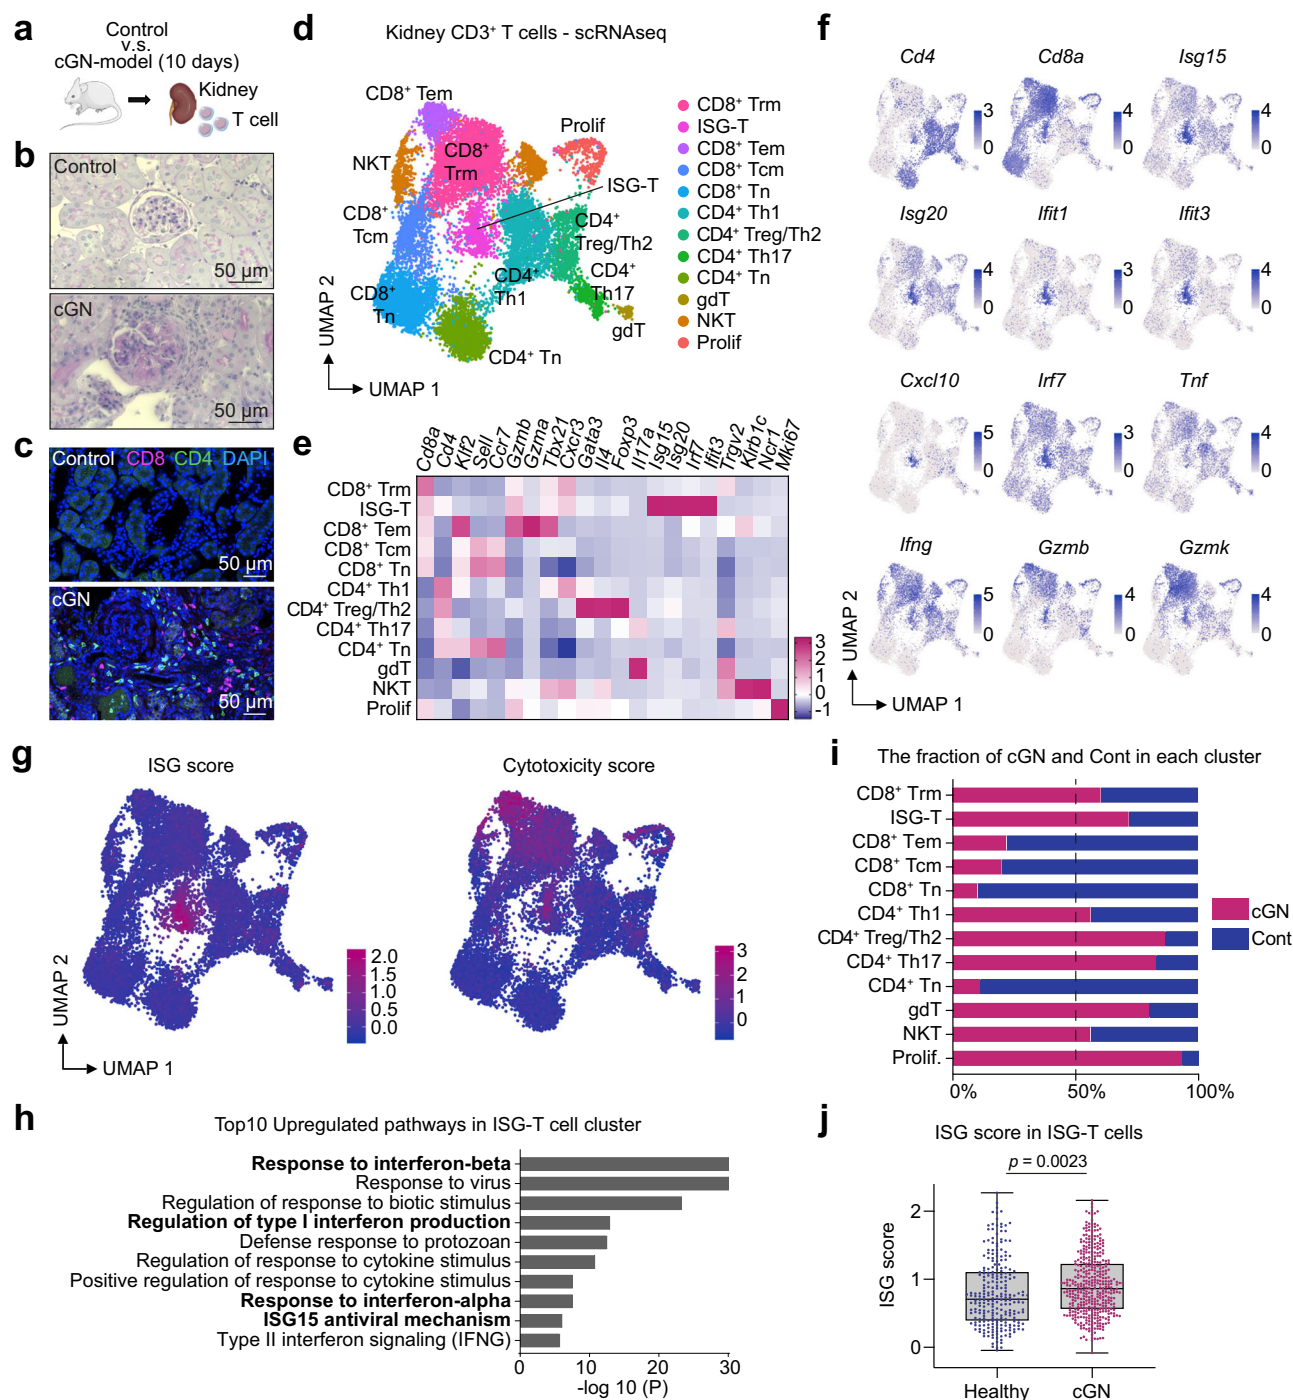 a
Control
v.s.
cGN-model (10 days)
Kidney
T cell
b
Control
50 µm
cGN
50 µm
c
Control CD8 CD4 DAPI
50 µm
cGN
50 µm
d
Kidney CD3⁺ T cells - scRNAseq
CD8⁺ Tem
NKT
CD8⁺
Trm
Prolif
ISG-T
CD8⁺
Tcm
CD4⁺
Treg/Th2
CD8⁺
Tn
CD4⁺
Th1
CD4⁺
Th17
gdT
CD4⁺ Tn
UMAP 2
UMAP 1
CD8⁺ Trm
ISG-T
CD8⁺ Tem
CD8⁺ Tcm
CD8⁺ Tn
CD4⁺ Th1
CD4⁺ Treg/Th2
CD4⁺ Th17
CD4⁺ Tn
gdT
NKT
Prolif
e
Cd8a
Cd4
Klf2
Sell
Ccr7
Gzmb
Gzma
Tbx21
Cxcr3
Gata3
Il4
Foxp3
Il17a
Isg15
Isg20
Irf7
Ifit3
Trgv2
Klrb1c
Ncr1
Mki67
CD8⁺ Trm
ISG-T
CD8⁺ Tem
CD8⁺ Tcm
CD8⁺ Tn
CD4⁺ Th1
CD4⁺ Treg/Th2
CD4⁺ Th17
CD4⁺ Tn
gdT
NKT
Prolif
3
2
1
0
-1
f
Cd4
3
0
Cd8a
4
0
Isg15
4
0
Isg20
4
0
Ifit1
3
0
Ifit3
4
0
Cxcl10
5
0
Irf7
5
0
Tnf
4
0
Ifng
5
0
Gzmb
4
0
Gzmk
4
0
UMAP 2
UMAP 1
g
ISG score
2.0
1.5
1.0
0.5
0.0
Cytotoxicity score
3
2
1
0
UMAP 2
UMAP 1
h
Top10 Upregulated pathways in ISG-T cell cluster
Response to interferon-beta
Response to virus
Regulation of response to biotic stimulus
Regulation of type I interferon production
Defense response to protozoan
Regulation of response to cytokine stimulus
Positive regulation of response to cytokine stimulus
Response to interferon-alpha
ISG15 antiviral mechanism
Type II interferon signaling (IFNG)
0 10 20 30
-log 10 (P)
i
The fraction of cGN and Cont in each cluster
CD8⁺ Trm
ISG-T
CD8⁺ Tem
CD8⁺ Tcm
CD8⁺ Tn
CD4⁺ Th1
CD4⁺ Treg/Th2
CD4⁺ Th17
CD4⁺ Tn
gdT
NKT
Prolif.
0% 50% 100%
cGN
Cont
j
ISG score in ISG-T cells
p = 0.0023
ISG score
2
1
0
Healthy cGN